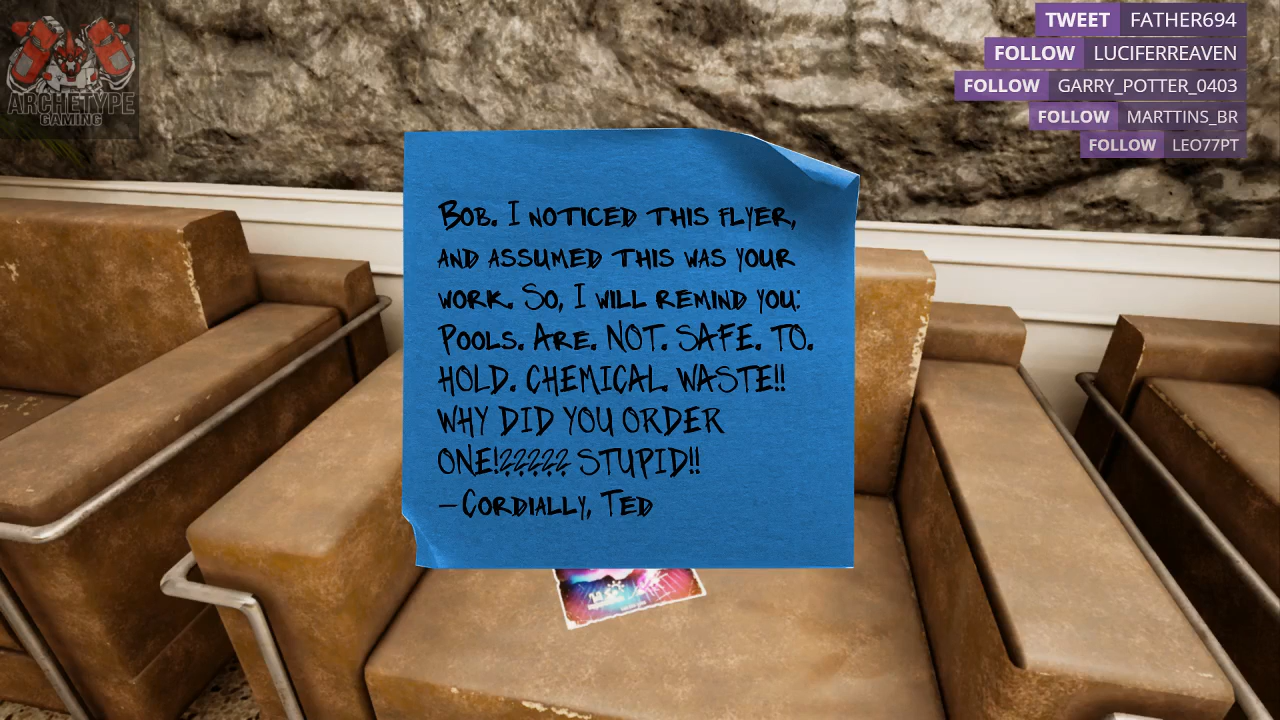 ARCHETYPE
GAMING
TWEET FATHER694
FOLLOW LUCIFERREAVEN
FOLLOW GARRY_POTTER_0403
FOLLOW MARTTINS_BR
FOLLOW LEO77PT
Bob. I noticed this flyer,
and assumed this was your
work. So, I will remind you:
Pools. Are. NOT. SAFE. TO.
HOLD. CHEMICAL WASTE!!
WHY DID YOU ORDER
ONE!????? STUPID!!
– Cordially, Ted